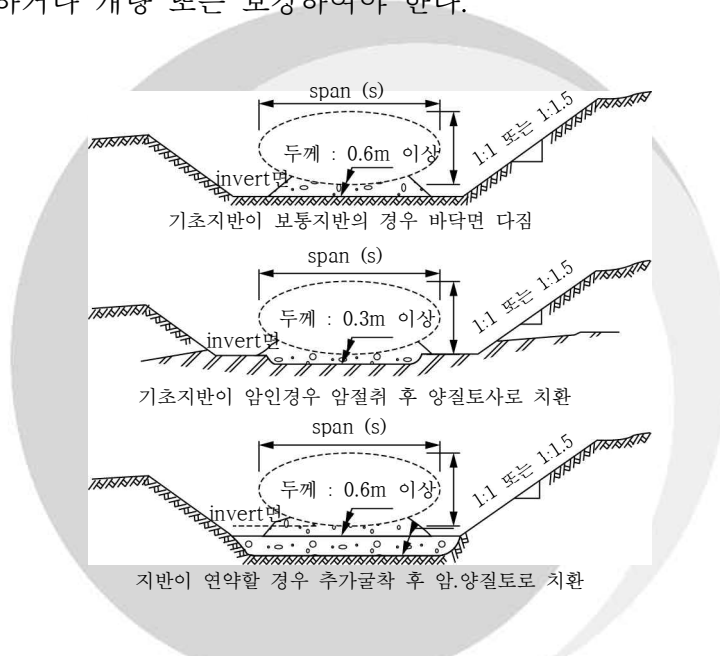 하거나 개량 또는 보강하여야 한다.
span (s)
두께 : 0.6m 이상
1:1 또는 1:1.5
invert면
기초지반이 보통지반의 경우 바닥면 다짐
span (s)
두께 : 0.3m 이상
1:1 또는 1:1.5
invert면
기초지반이 암인경우 암절취 후 양질토사로 치환
span (s)
두께 : 0.6m 이상
1:1 또는 1:1.5
invert면
지반이 연약할 경우 추가굴착 후 암.양질토로 치환